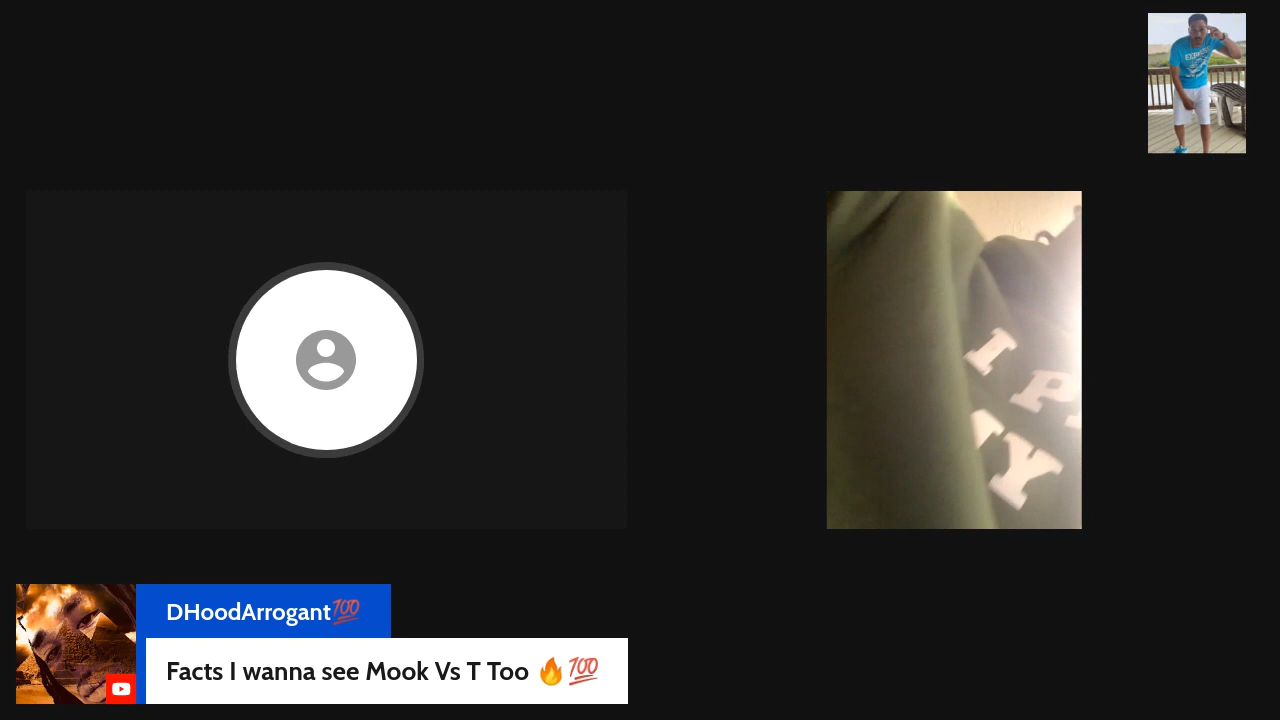 DHoodArrogant💯
Facts I wanna see Mook Vs T Too 🔥💯
I P
A Y